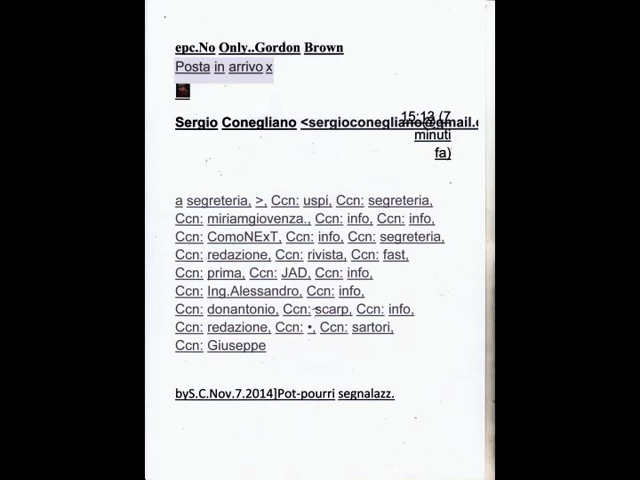 epc.No Only..Gordon Brown
Posta in arrivo x
Sergio Conegliano <sergioconegliano@gmail.c
15:13 (7
minuti
fa)
a segreteria, >, Ccn: uspi, Ccn: segreteria,
Ccn: miriamgiovenza., Ccn: info, Ccn: info,
Ccn: ComoNExT, Ccn: info, Ccn: segreteria,
Ccn: redazione, Ccn: rivista, Ccn: fast,
Ccn: prima, Ccn: JAD, Ccn: info,
Ccn: Ing.Alessandro, Ccn: info,
Ccn: donantonio, Ccn: scarp, Ccn: info,
Ccn: redazione, Ccn: •, Ccn: sartori,
Ccn: Giuseppe
byS.C.Nov.7.2014]Pot-pourri segnalazz.